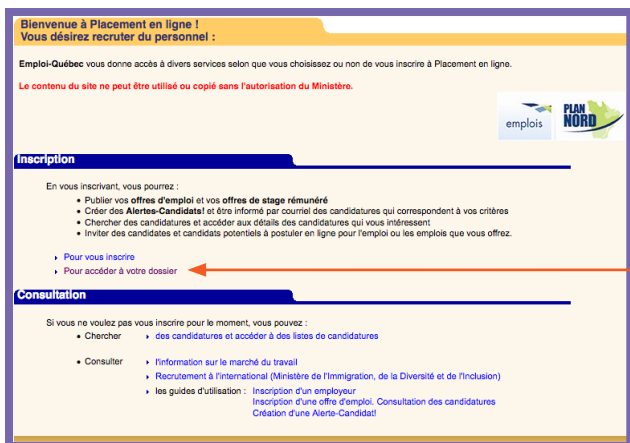 Bienvenue à Placement en ligne !
Vous désirez recruter du personnel :
Emploi-Québec vous donne accès à divers services selon que vous choisissez ou non de vous inscrire à Placement en ligne.
Le contenu du site ne peut être utilisé ou copié sans l'autorisation du Ministère.
emplois
PLAN
NORD
Inscription
En vous inscrivant, vous pourrez :
• Publier vos offres d'emploi et vos offres de stage rémunéré
• Créer des Alertes-Candidats! et être informé par courriel des candidatures qui correspondent à vos critères
• Chercher des candidatures et accéder aux détails des candidatures qui vous intéressent
• Inviter des candidates et candidats potentiels à postuler en ligne pour l'emploi ou les emplois que vous offrez.
Pour vous inscrire
Pour accéder à votre dossier
Consultation
Si vous ne voulez pas vous inscrire pour le moment, vous pouvez :
• Chercher des candidatures et accéder à des listes de candidatures
• Consulter l'information sur le marché du travail
Recrutement à l'international (Ministère de l'Immigration, de la Diversité et de l'Inclusion)
les guides d'utilisation : Inscription d'un employeur
Inscription d'une offre d'emploi. Consultation des candidatures
Création d'une Alerte-Candidat!